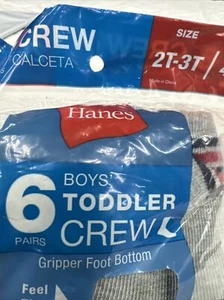 CREW
CALCETA
SIZE
2T-3T/
Made in China
Hanes
6
PAIRS
BOYS'
TODDLER
CREW
Gripper Foot Bottom
Feel